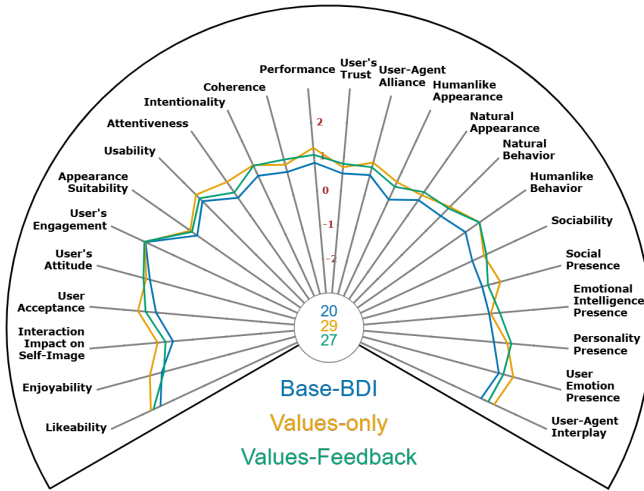 Performance
User's
Trust
User-Agent
Alliance
Humanlike
Appearance
Natural
Appearance
Natural
Behavior
Humanlike
Behavior
Sociability
Social
Presence
Emotional
Intelligence
Presence
Personality
Presence
User
Emotion
Presence
User-Agent
Interplay
Coherence
Intentionality
Attentiveness
Usability
Appearance
Suitability
User's
Engagement
User's
Attitude
User
Acceptance
Interaction
Impact on
Self-Image
Enjoyability
Likeability
2
1
0
-1
-2
20
29
27
Base-BDI
Values-only
Values-Feedback